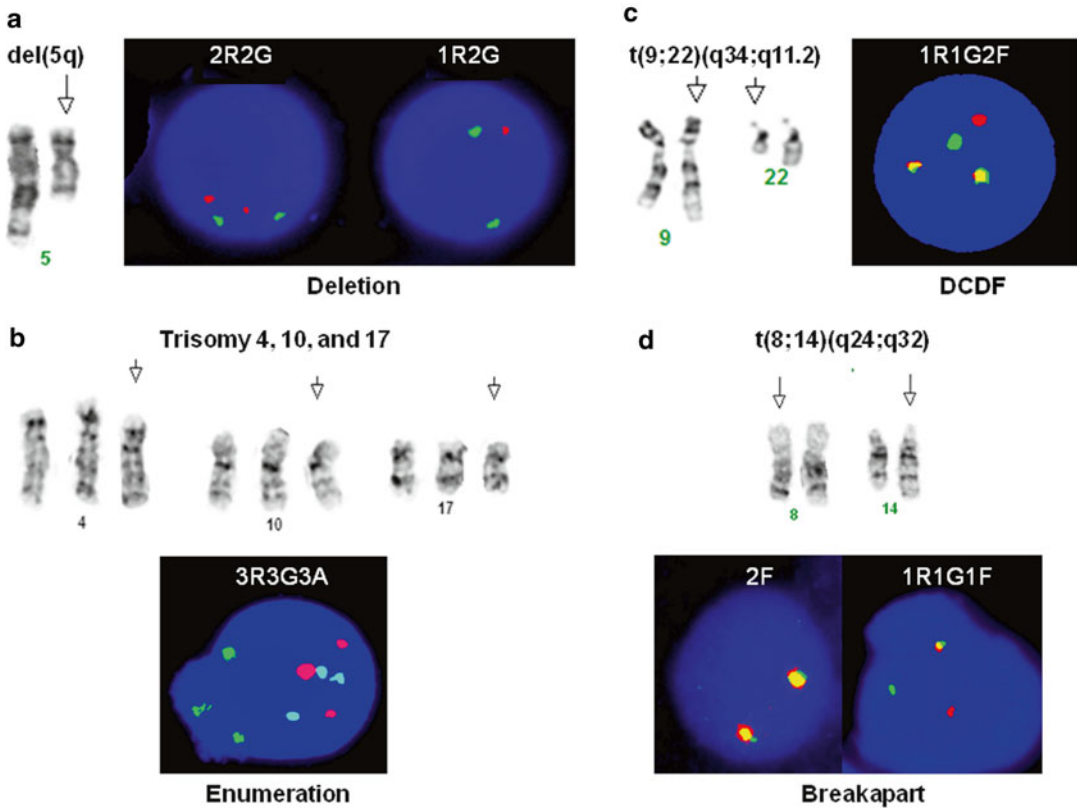 a
del(5q)
2R2G
1R2G
5
Deletion
b
Trisomy 4, 10, and 17
4
10
17
3R3G3A
Enumeration
c
t(9;22)(q34;q11.2)
1R1G2F
22
9
DCDF
d
t(8;14)(q24;q32)
8
14
2F
1R1G1F
Breakapart